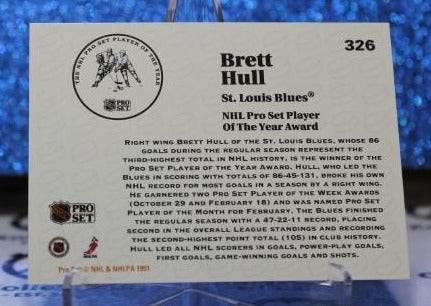 THE NHL PRO SET PLAYER OF THE YEAR
PRO
SET
326
Brett
Hull
St. Louis Blues®
NHL Pro Set Player
Of The Year Award
Right wing Brett Hull of the St. Louis Blues, whose 86
goals during the regular season represent the
third-highest total in NHL history, is the winner of the
Pro Set Player of the Year Award. Hull, who led the
Blues in scoring with totals of 86-45-131, broke his own
NHL record for most goals in a season by a right wing.
He garnered two Pro Set Player of the Week Awards
(October 29 and February 18) and was named Pro Set
Player of the Month for February. The Blues finished
the regular season with a 47-22-11 record, placing
second in the overall League standings and recording
the second-highest point total (105) in club history.
Hull led all NHL scorers in goals, power-play goals,
first goals, game-winning goals and shots.
PRO
SET
NHL & NHLPA 1991